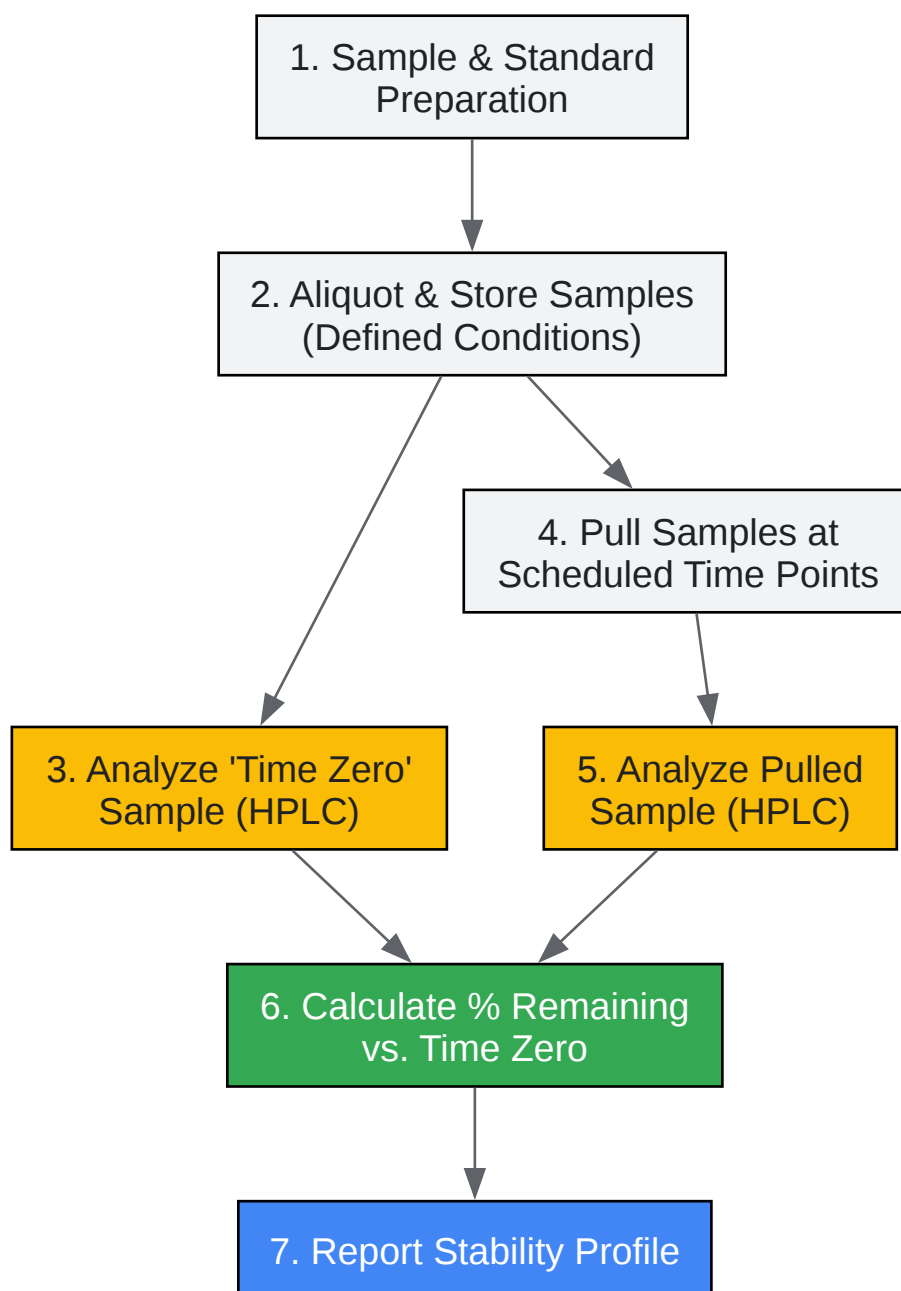 1. Sample & Standard
Preparation
2. Aliquot & Store Samples
(Defined Conditions)
4. Pull Samples at
Scheduled Time Points
3. Analyze 'Time Zero'
Sample (HPLC)
5. Analyze Pulled
Sample (HPLC)
6. Calculate % Remaining
vs. Time Zero
7. Report Stability Profile